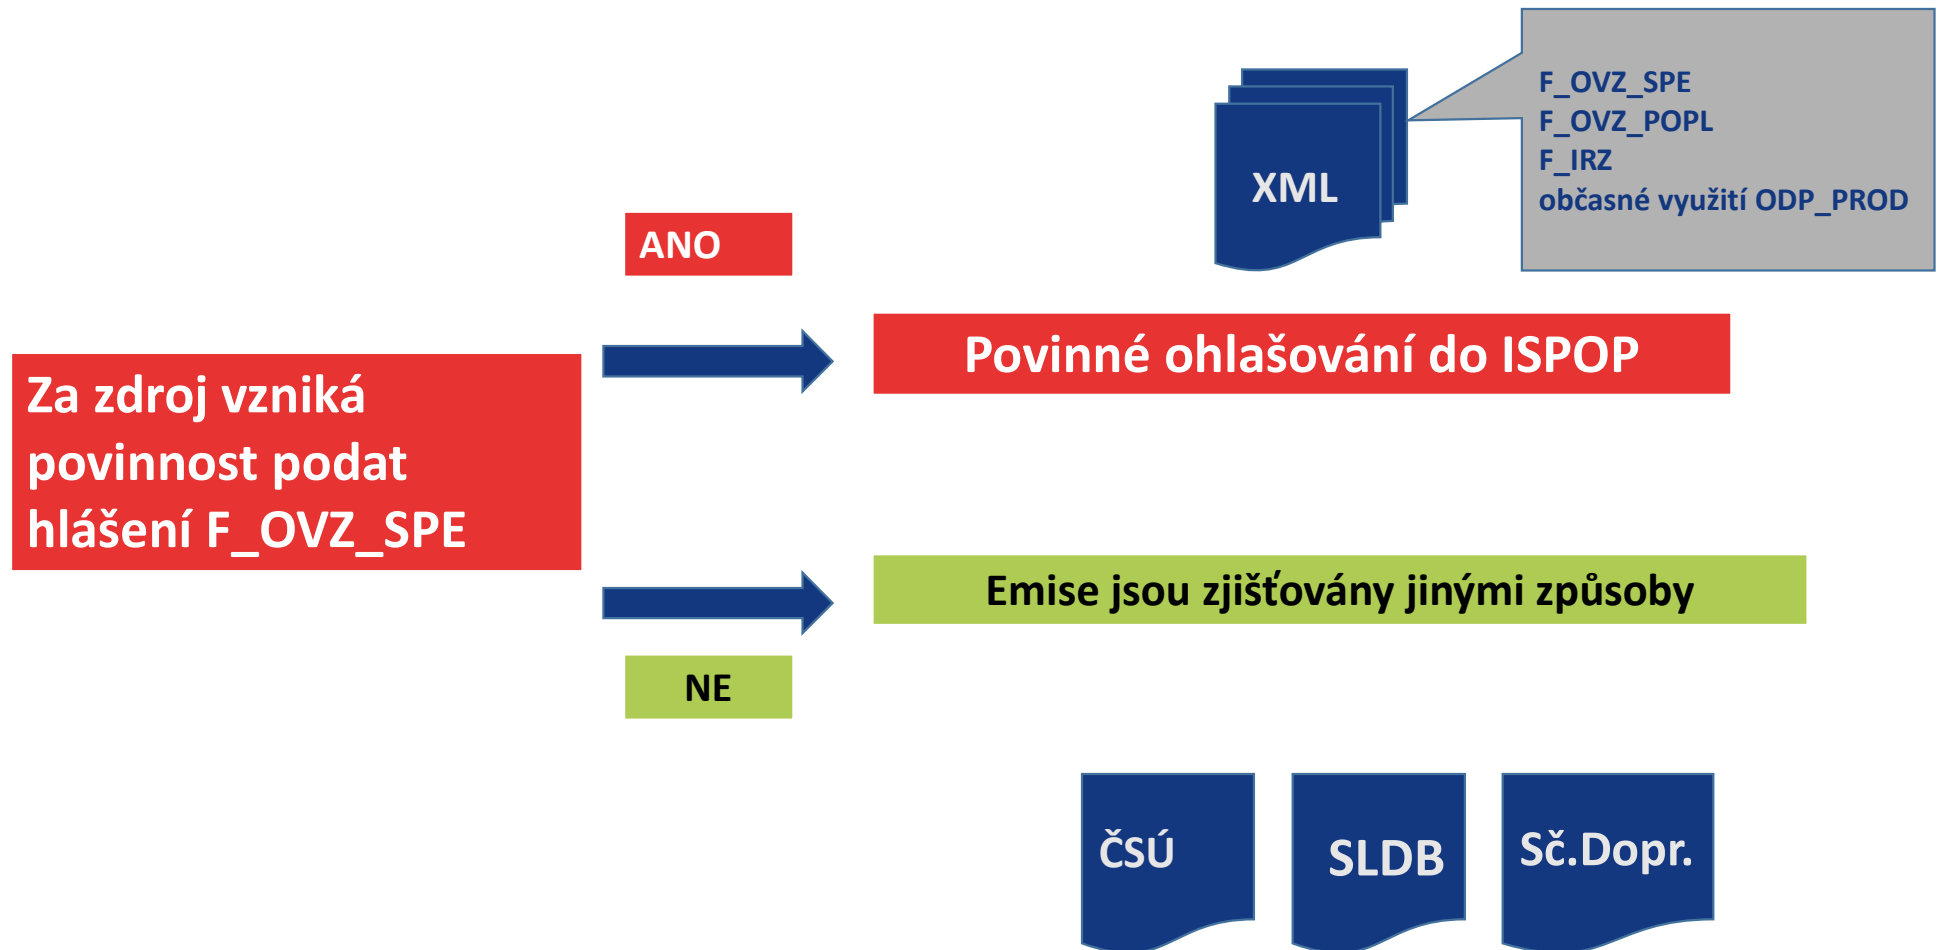 F_OVZ_SPE
F_OVZ_POPL
F_IRZ
občasné využití ODP_PROD
XML
ANO
Povinné ohlašování do ISPOP
Za zdroj vzniká
povinnost podat
hlášení F_OVZ_SPE
Emise jsou zjišťovány jinými způsoby
NE
ČSÚ
SLDB
Sč.Dopr.